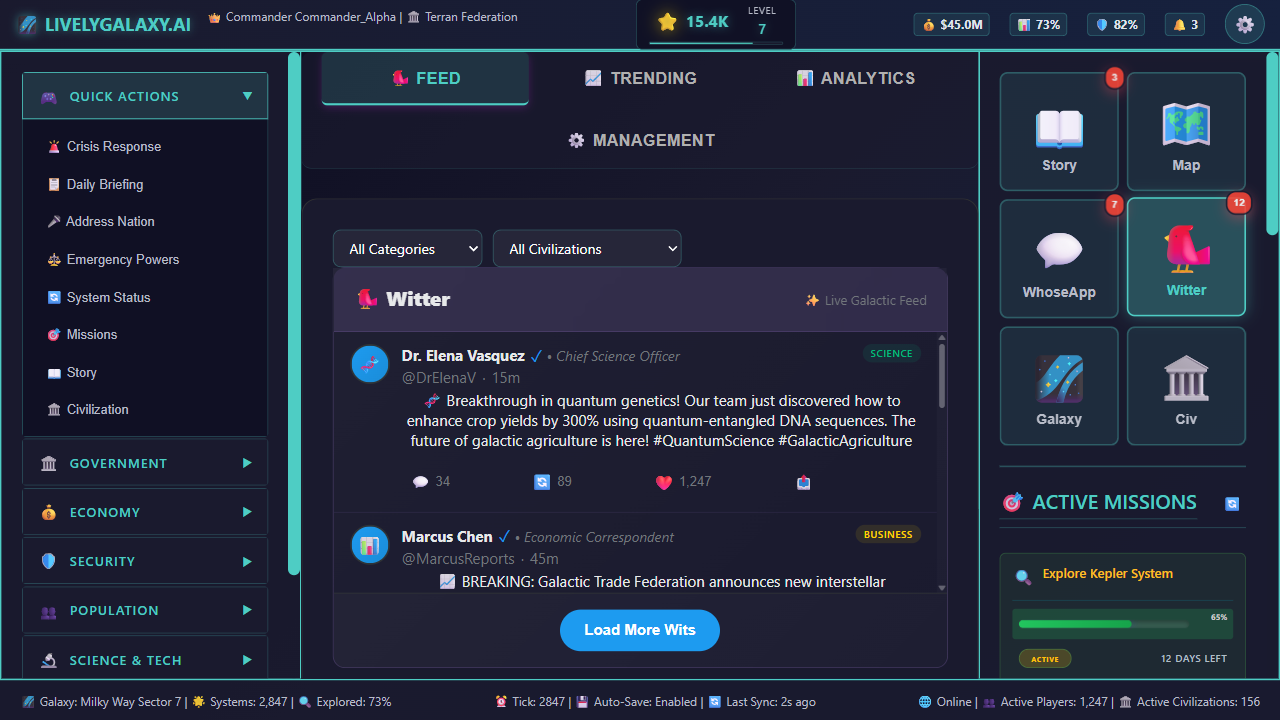 LIVELYGALAXY.AI
Commander Commander_Alpha | Terran Federation
15.4K
LEVEL
7
$45.0M
73%
82%
3
QUICK ACTIONS ▼
Crisis Response
Daily Briefing
Address Nation
Emergency Powers
System Status
Missions
Story
Civilization
GOVERNMENT ▶
ECONOMY ▶
SECURITY ▶
POPULATION ▶
SCIENCE & TECH ▶
FEED
TRENDING
ANALYTICS
MANAGEMENT
All Categories
All Civilizations
Witter
Live Galactic Feed
Dr. Elena Vasquez ✓ • Chief Science Officer
SCIENCE
@DrElenaV · 15m
Breakthrough in quantum genetics! Our team just discovered how to
enhance crop yields by 300% using quantum-entangled DNA sequences. The
future of galactic agriculture is here! #QuantumScience #GalacticAgriculture
34
89
1,247
Marcus Chen ✓ • Economic Correspondent
BUSINESS
@MarcusReports · 45m
BREAKING: Galactic Trade Federation announces new interstellar
Load More Wits
3
Story
Map
7
WhoseApp
12
Witter
Galaxy
Civ
ACTIVE MISSIONS
Explore Kepler System
65%
ACTIVE
12 DAYS LEFT
Galaxy: Milky Way Sector 7 | Systems: 2,847 | Explored: 73%
Tick: 2847 | Auto-Save: Enabled | Last Sync: 2s ago
Online | Active Players: 1,247 | Active Civilizations: 156